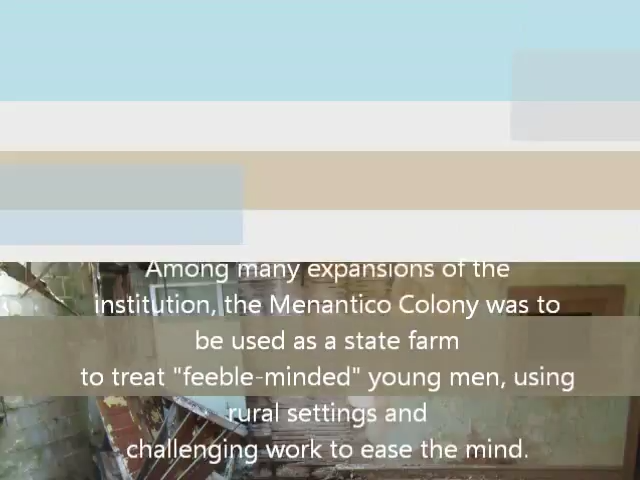 Among many expansions of the
institution, the Menantico Colony was to
be used as a state farm
to treat "feeble-minded" young men, using
rural settings and
challenging work to ease the mind.